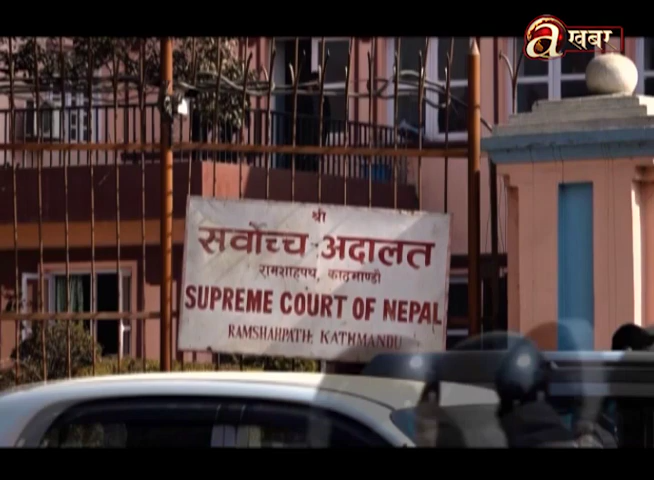 a खबर
श्री
सर्वोच्च अदालत
रामशाहपथ, काठमाण्डौ
SUPREME COURT OF NEPAL
RAMSHAHPATH, KATHMANDU